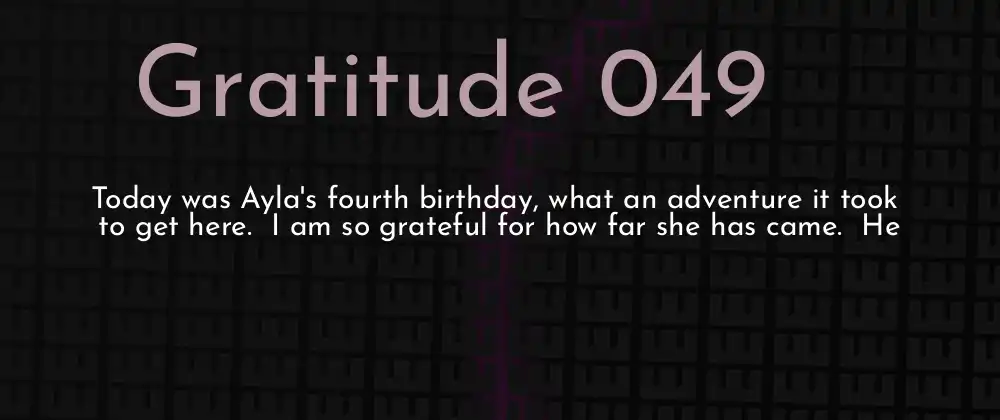 Gratitude 049
Today was Ayla's fourth birthday, what an adventure it took
to get here.  I am so grateful for how far she has came.  He